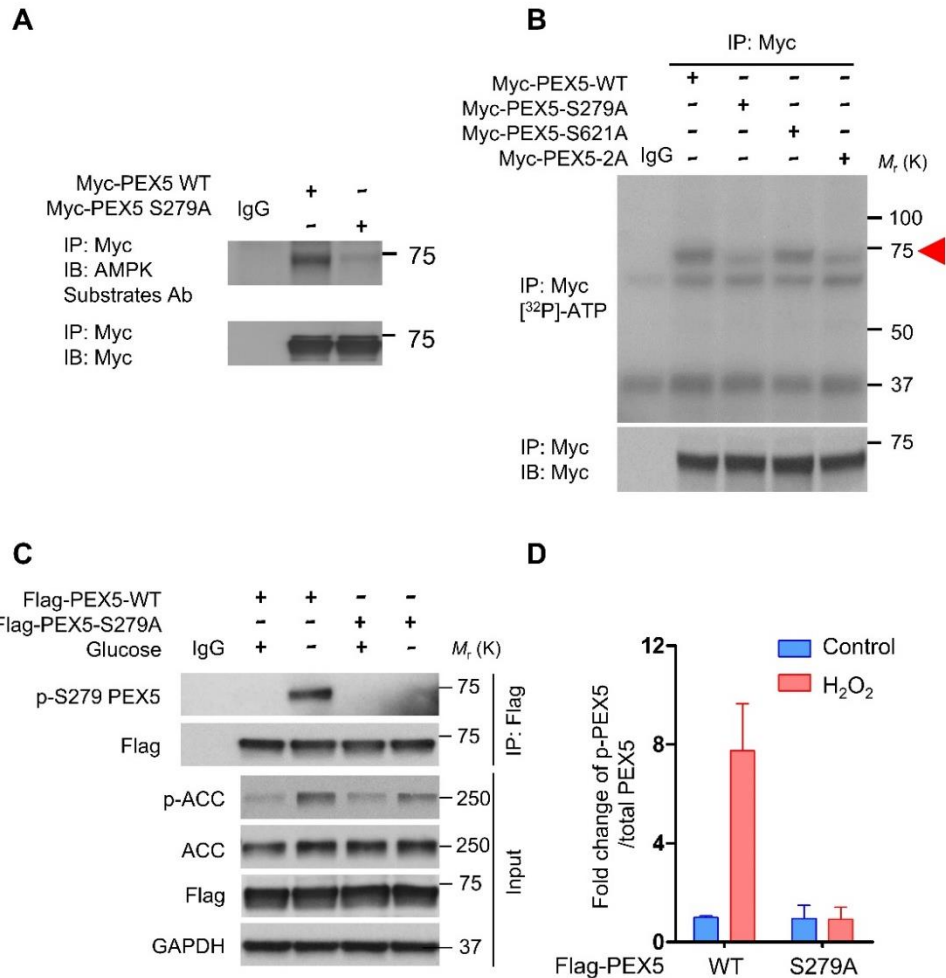 A
Myc-PEX5 WT + -
Myc-PEX5 S279A IgG - +
IP: Myc
IB: AMPK
Substrates Ab
75
IP: Myc
IB: Myc
75
B
IP: Myc
Myc-PEX5-WT + - - -
Myc-PEX5-S279A - + - -
Myc-PEX5-S621A - - + -
Myc-PEX5-2A IgG - - - + Mr (K)
100
75
IP: Myc
[32P]-ATP
50
37
75
IP: Myc
IB: Myc
C
Flag-PEX5-WT + + - -
Flag-PEX5-S279A - - + +
Glucose IgG + - + - Mr (K)
p-S279 PEX5 75
Flag 75
IP: Flag
p-ACC 250
ACC 250
Flag 75
GAPDH 37
Input
D
12
8
4
0
Fold change of p-PEX5
/total PEX5
Control
H2O2
Flag-PEX5 WT S279A